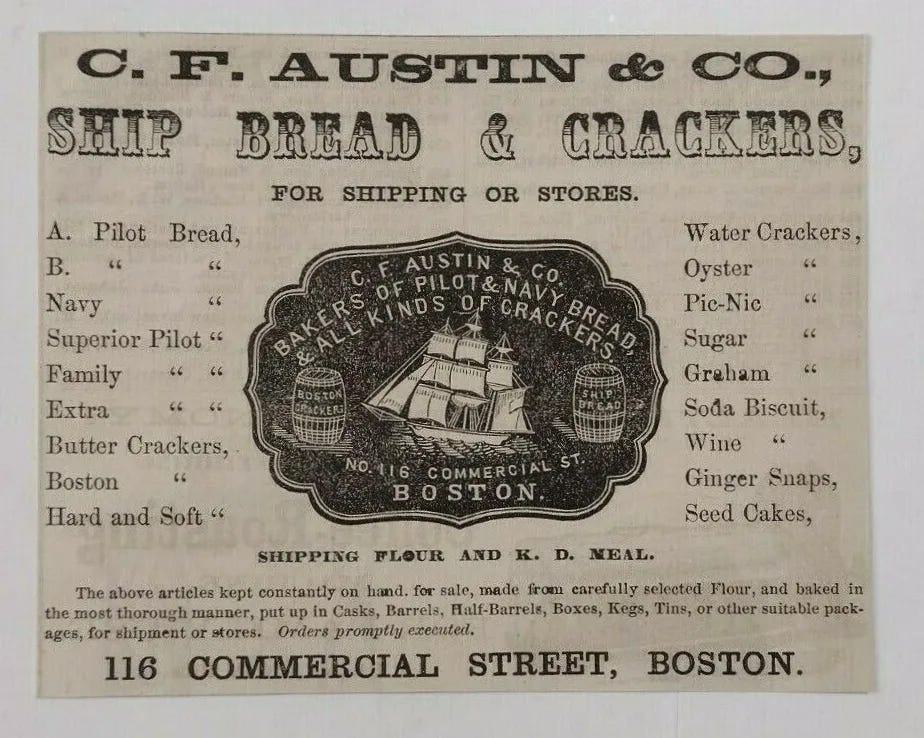 C. F. AUSTIN & CO.,
SHIP BREAD & CRACKERS,
FOR SHIPPING OR STORES.
A. Pilot Bread,
B. “ “
Navy “
Superior Pilot “
Family “ “
Extra “ “
Butter Crackers,
Boston “
Hard and Soft “
C. F. AUSTIN & CO.
BAKERS OF PILOT & NAVY BREAD,
& ALL KINDS OF CRACKERS
BOSTON
CRACKERS
SHIP
BREAD
NO. 116 COMMERCIAL ST.
BOSTON.
Water Crackers,
Oyster “
Pic-Nic “
Sugar “
Graham “
Soda Biscuit,
Wine “
Ginger Snaps,
Seed Cakes,
SHIPPING FLOUR AND K. D. MEAL.
The above articles kept constantly on hand. for sale, made from carefully selected Flour, and baked in
the most thorough manner, put up in Casks, Barrels, Half-Barrels, Boxes, Kegs, Tins, or other suitable pack-
ages, for shipment or stores. Orders promptly executed.
116 COMMERCIAL STREET, BOSTON.